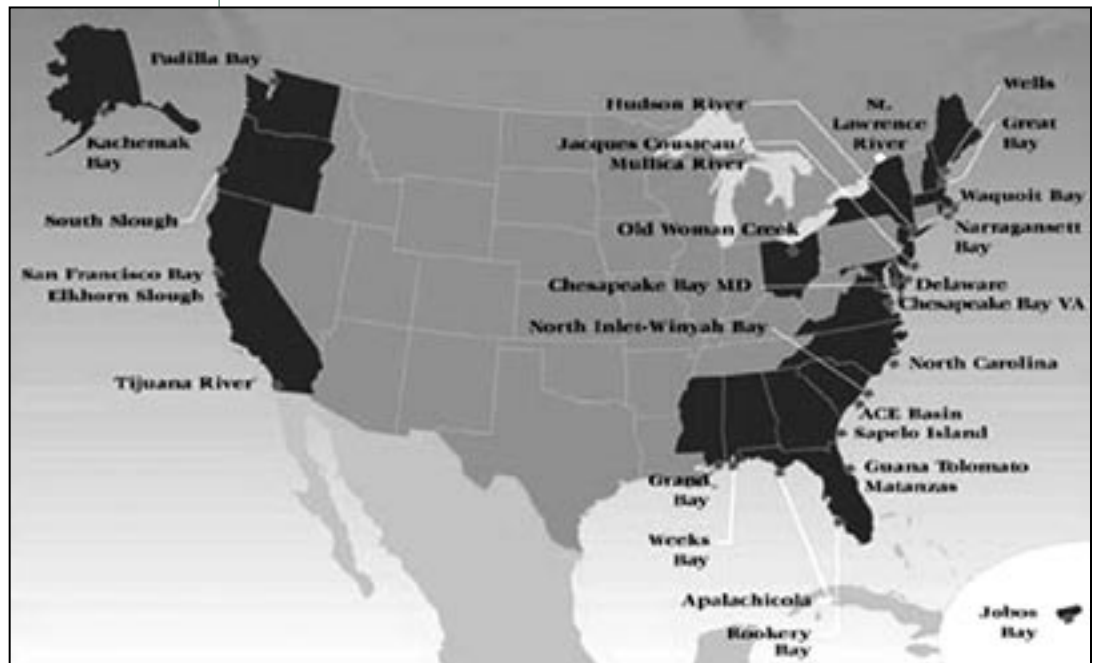 Padilla Bay
Kachemak
Bay
South Slough
San Francisco Bay
Elkhorn Slough
Tijuana River
Hudson River
Jacques Cousteau/
Mullica River
St.
Lawrence
River
Wells
Great
Bay
Waquoit Bay
Narragansett
Bay
Old Woman Creek
Chesapeake Bay MD
Delaware
Chesapeake Bay VA
North Inlet-Winyah Bay
North Carolina
ACE Basin
Sapelo Island
Guana Tolomato
Matanzas
Grand
Bay
Weeks
Bay
Apalachicola
Rookery
Bay
Jobos
Bay